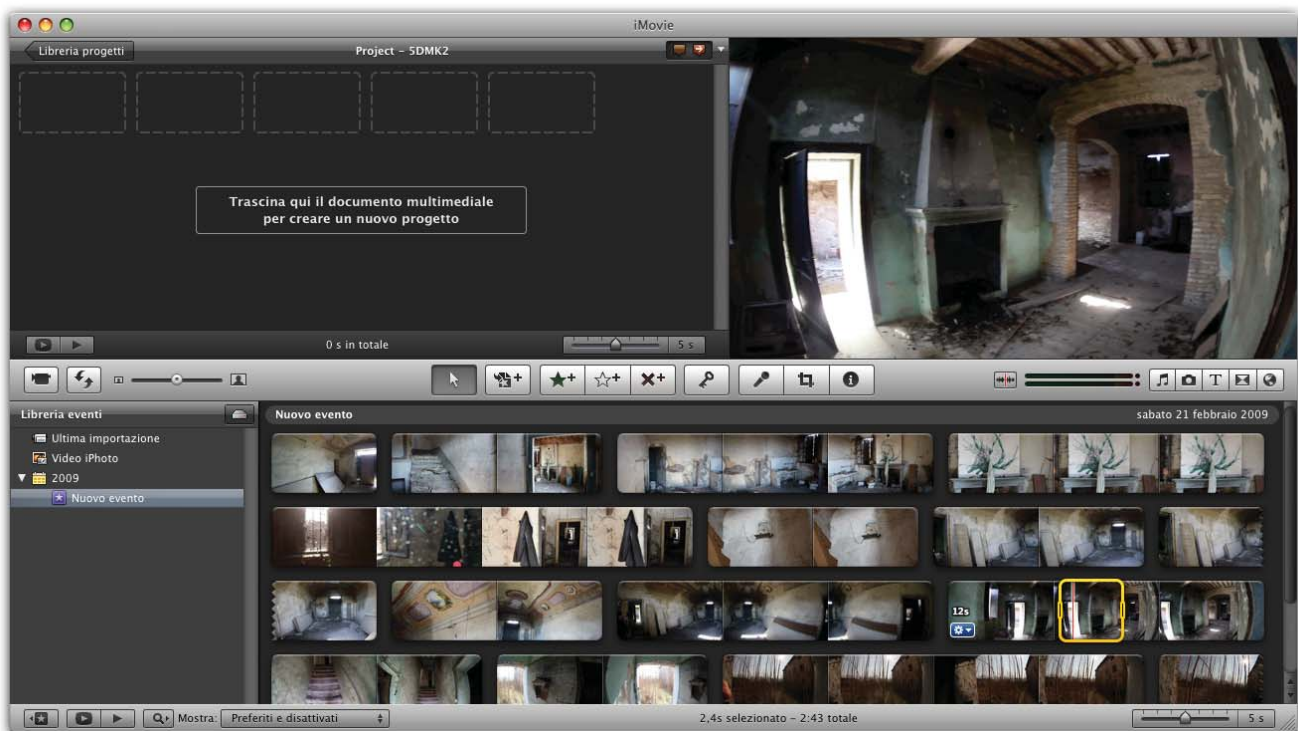 iMovie
Libreria progetti
Project - 5DMK2
Trascina qui il documento multimediale
per creare un nuovo progetto
0 s in totale
5 s
T
Libreria eventi
Nuovo evento
sabato 21 febbraio 2009
Ultima importazione
Video iPhoto
2009
Nuovo evento
12s
Mostra:
Preferiti e disattivati
2,4s selezionato - 2:43 totale
5 s